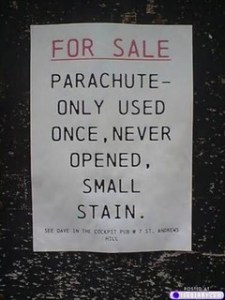 FOR SALE
PARACHUTE-
ONLY USED
ONCE, NEVER
OPENED,
SMALL
STAIN.
SEE DAVE IN THE COCKPIT PUB @ 7 ST. ANDREWS
HILL
POSTED AT